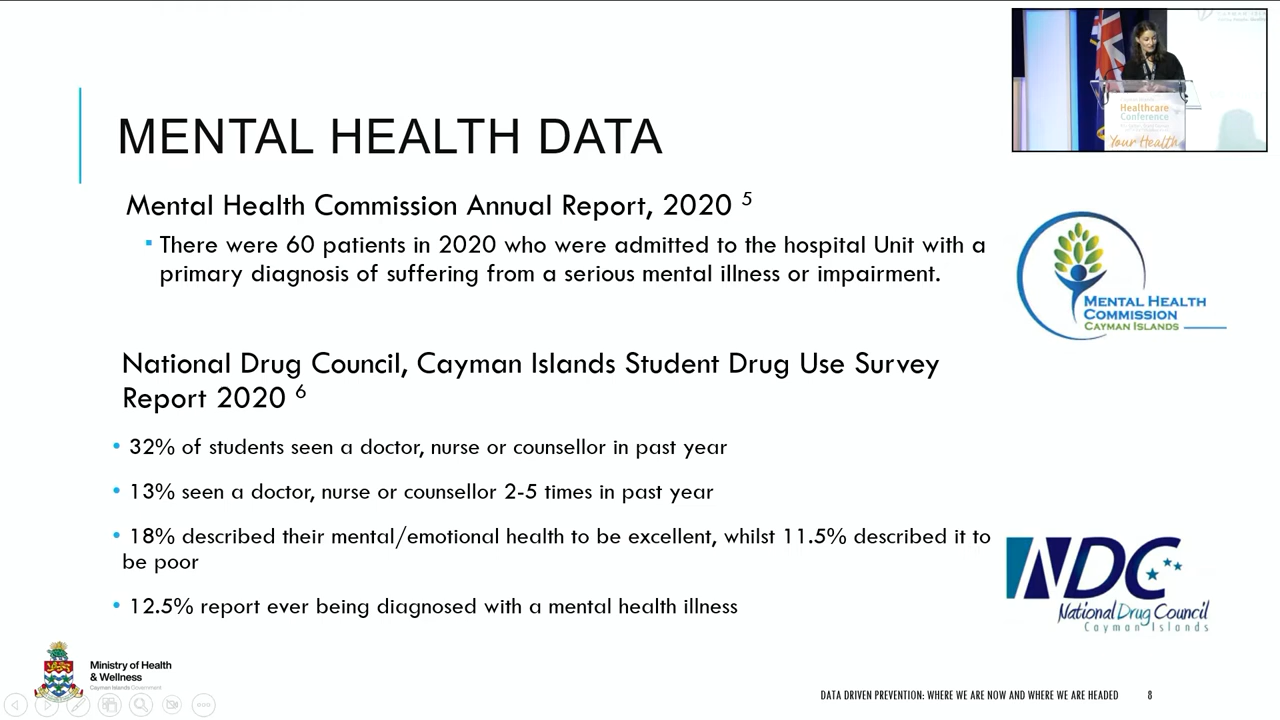 MENTAL HEALTH DATA
Mental Health Commission Annual Report, 2020 5
▪ There were 60 patients in 2020 who were admitted to the hospital Unit with a
primary diagnosis of suffering from a serious mental illness or impairment.
National Drug Council, Cayman Islands Student Drug Use Survey
Report 2020 6
• 32% of students seen a doctor, nurse or counsellor in past year
• 13% seen a doctor, nurse or counsellor 2-5 times in past year
• 18% described their mental/emotional health to be excellent, whilst 11.5% described it to
be poor
• 12.5% report ever being diagnosed with a mental health illness
Healthcare
Conference
Your Health
MENTAL HEALTH
COMMISSION
CAYMAN ISLANDS
NDC
National Drug Council
Cayman Islands
Ministry of Health
& Wellness
Cayman Islands Government
DATA DRIVEN PREVENTION: WHERE WE ARE NOW AND WHERE WE ARE HEADED 8